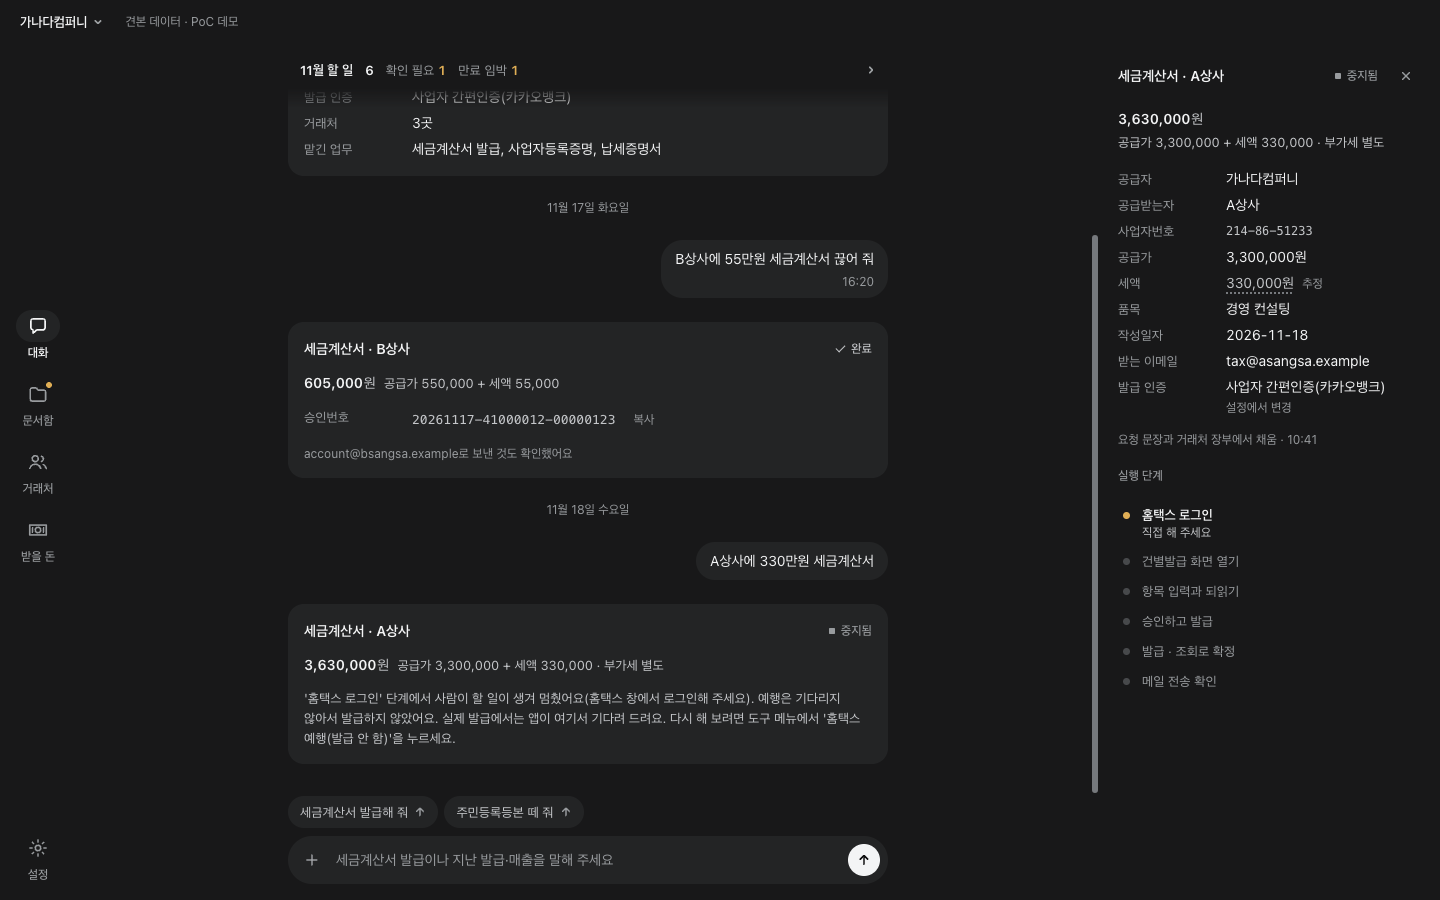 가나다컴퍼니
견본 데이터 · PoC 데모
11월 할 일 6 확인 필요 1 만료 임박 1
발급 인증 사업자 간편인증(카카오뱅크)
거래처 3곳
맡긴 업무 세금계산서 발급, 사업자등록증명, 납세증명서
11월 17일 화요일
B상사에 55만원 세금계산서 끊어 줘
16:20
세금계산서 · B상사 완료
605,000원 공급가 550,000 + 세액 55,000
승인번호 20261117-41000012-00000123 복사
account@bsangsa.example로 보낸 것도 확인했어요
11월 18일 수요일
A상사에 330만원 세금계산서
세금계산서 · A상사 중지됨
3,630,000원 공급가 3,300,000 + 세액 330,000 · 부가세 별도
'홈택스 로그인' 단계에서 사람이 할 일이 생겨 멈췄어요(홈택스 창에서 로그인해 주세요). 예행은 기다리지
않아서 발급하지 않았어요. 실제 발급에서는 앱이 여기서 기다려 드려요. 다시 해 보려면 도구 메뉴에서 '홈택스
예행(발급 안 함)'을 누르세요.
세금계산서 발급해 줘 ↑
주민등록등본 떼 줘 ↑
세금계산서 발급이나 지난 발급·매출을 말해 주세요
대화
문서함
거래처
받을 돈
설정
세금계산서 · A상사 중지됨
3,630,000원
공급가 3,300,000 + 세액 330,000 · 부가세 별도
공급자 가나다컴퍼니
공급받는자 A상사
사업자번호 214-86-51233
공급가 3,300,000원
세액 330,000원 추정
품목 경영 컨설팅
작성일자 2026-11-18
받는 이메일 tax@asangsa.example
발급 인증 사업자 간편인증(카카오뱅크)
설정에서 변경
요청 문장과 거래처 장부에서 채움 · 10:41
실행 단계
홈택스 로그인
직접 해 주세요
건별발급 화면 열기
항목 입력과 되읽기
승인하고 발급
발급 · 조회로 확정
메일 전송 확인